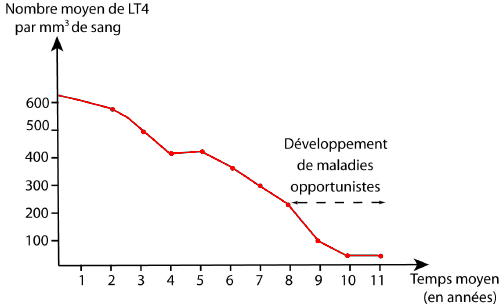 Nombre moyen de LT4
par mm³ de sang
600
500
400
300
200
100
Développement
de maladies
opportunistes
1 2 3 4 5 6 7 8 9 10 11
Temps moyen
(en années)